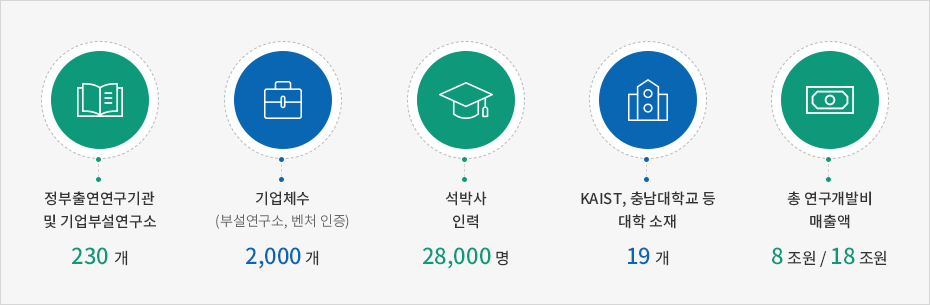 정부출연연구기관
및 기업부설연구소
230 개
기업체수
(부설연구소, 벤처 인증)
2,000 개
석박사
인력
28,000 명
KAIST, 충남대학교 등
대학 소재
19 개
총 연구개발비
매출액
8 조원 / 18 조원